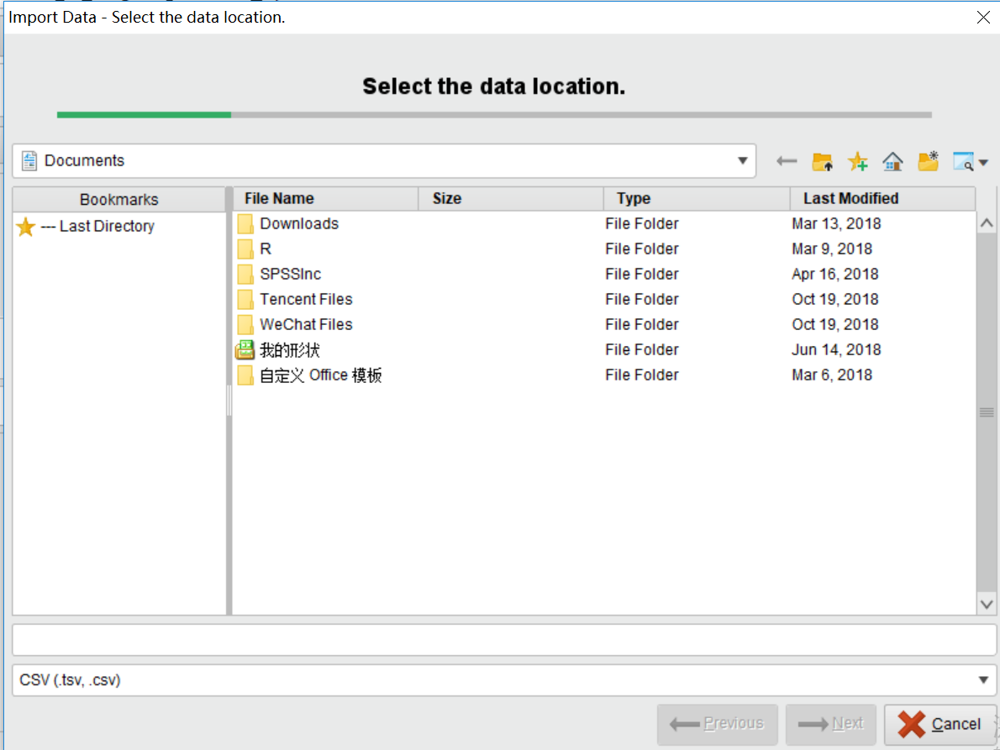 Import Data - Select the data location.
Select the data location.
Documents
Bookmarks File Name Size Type Last Modified
--- Last Directory
Downloads File Folder Mar 13, 2018
R File Folder Mar 9, 2018
SPSSInc File Folder Apr 16, 2018
Tencent Files File Folder Oct 19, 2018
WeChat Files File Folder Oct 19, 2018
我的形状 File Folder Jun 14, 2018
自定义 Office 模板 File Folder Mar 6, 2018
CSV (.tsv, .csv)
Previous Next Cancel